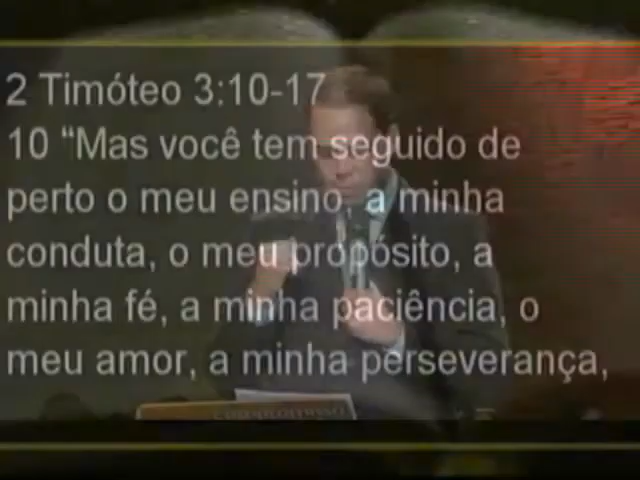 2 Timóteo 3:10-17
10 “Mas você tem seguido de
perto o meu ensino, a minha
conduta, o meu propósito, a
minha fé, a minha paciência, o
meu amor, a minha perseverança,